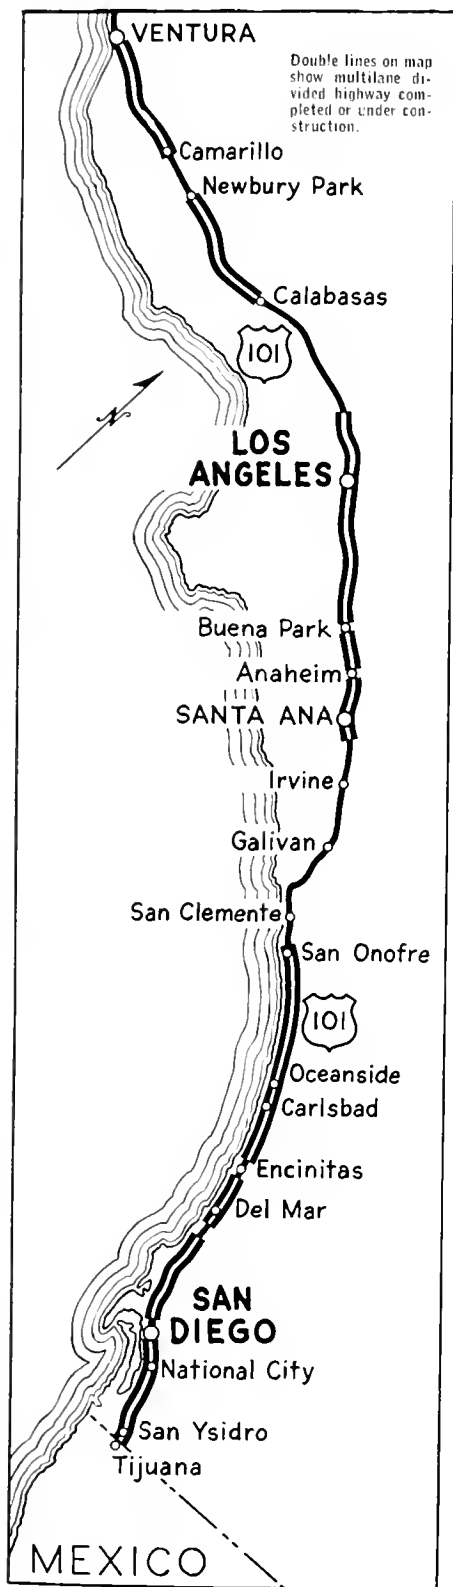 VENTURA
Double lines on map
show multilane di-
vided highway com-
pleted or under con-
struction.
Camarillo
Newbury Park
Calabasas
101
N
LOS
ANGELES
Buena Park
Anaheim
SANTA ANA
Irvine
Galivan
San Clemente
San Onofre
101
Oceanside
Carlsbad
Encinitas
Del Mar
SAN
DIEGO
National City
San Ysidro
Tijuana
MEXICO